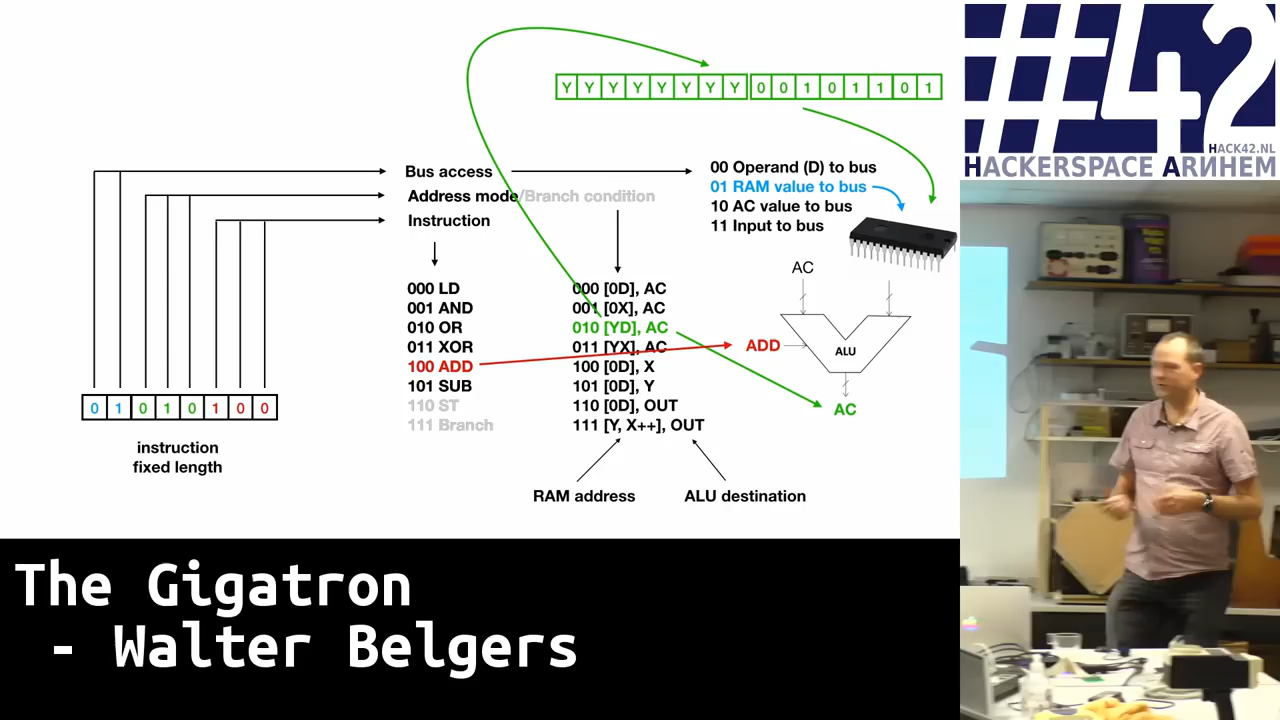 Y Y Y Y Y Y Y Y 0 0 1 0 1 1 0 1
#42
HACK42.NL
HACKERSPACE ARИHEM
Bus access
Address mode/Branch condition
Instruction
00 Operand (D) to bus
01 RAM value to bus
10 AC value to bus
11 Input to bus
000 LD
001 AND
010 OR
011 XOR
100 ADD
101 SUB
110 ST
111 Branch
000 [0D], AC
001 [0X], AC
010 [YD], AC
011 [YX], AC
100 [0D], X
101 [0D], Y
110 [0D], OUT
111 [Y, X++], OUT
AC
ADD
ALU
AC
0 1 0 1 0 1 0 0
instruction
fixed length
RAM address
ALU destination
The Gigatron
- Walter Belgers